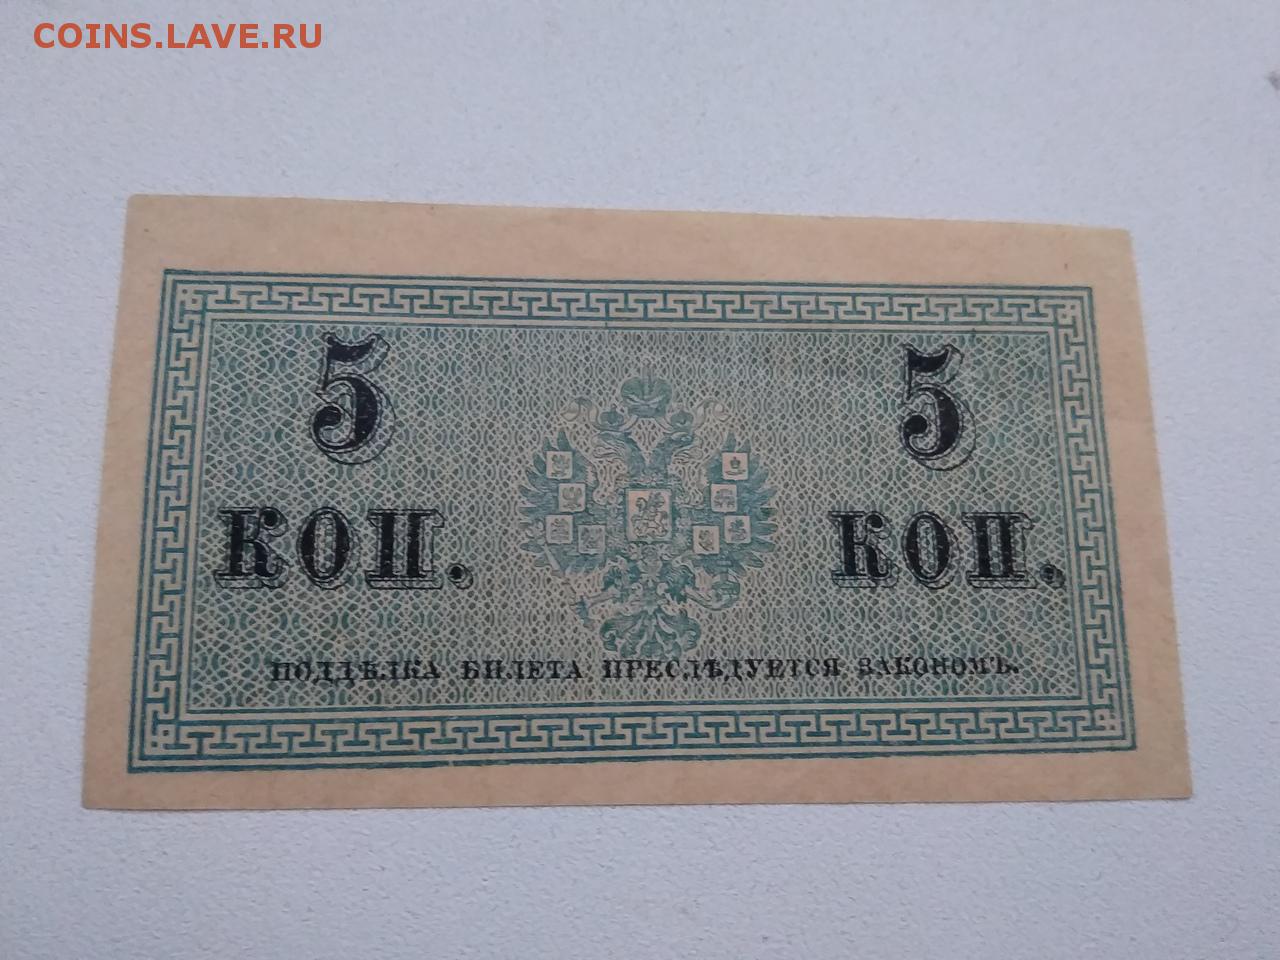 COINS.LAVE.RU
5 5
КОП. КОП.
ПОДДѢЛКА БИЛЕТА ПРЕСЛѢДУЕТСЯ ЗАКОНОМЪ.